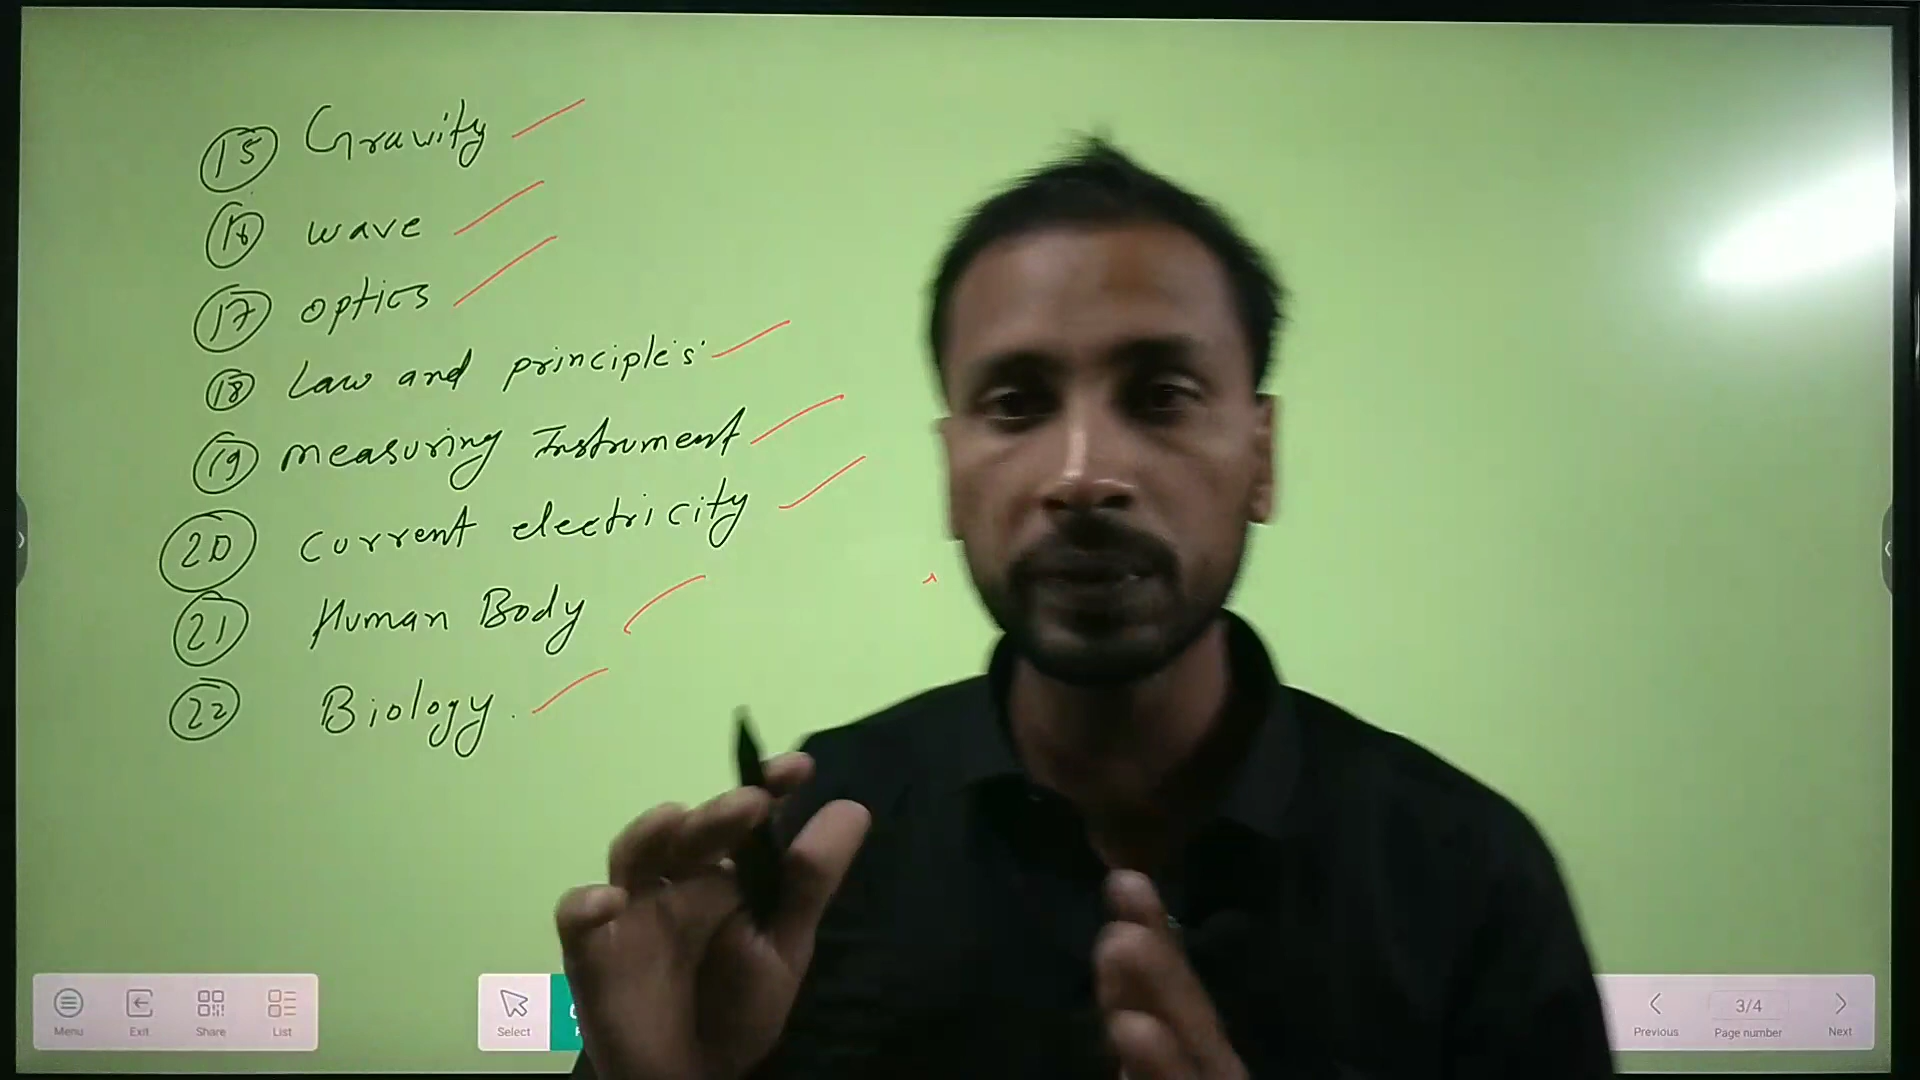 15 Gravity
16 wave
17 optics
18 Law and principle's
19 measuring Instrument
20 current electricity
21 Human Body
22 Biology.
Menu Exit Share List Select Previous 3/4 Page number Next